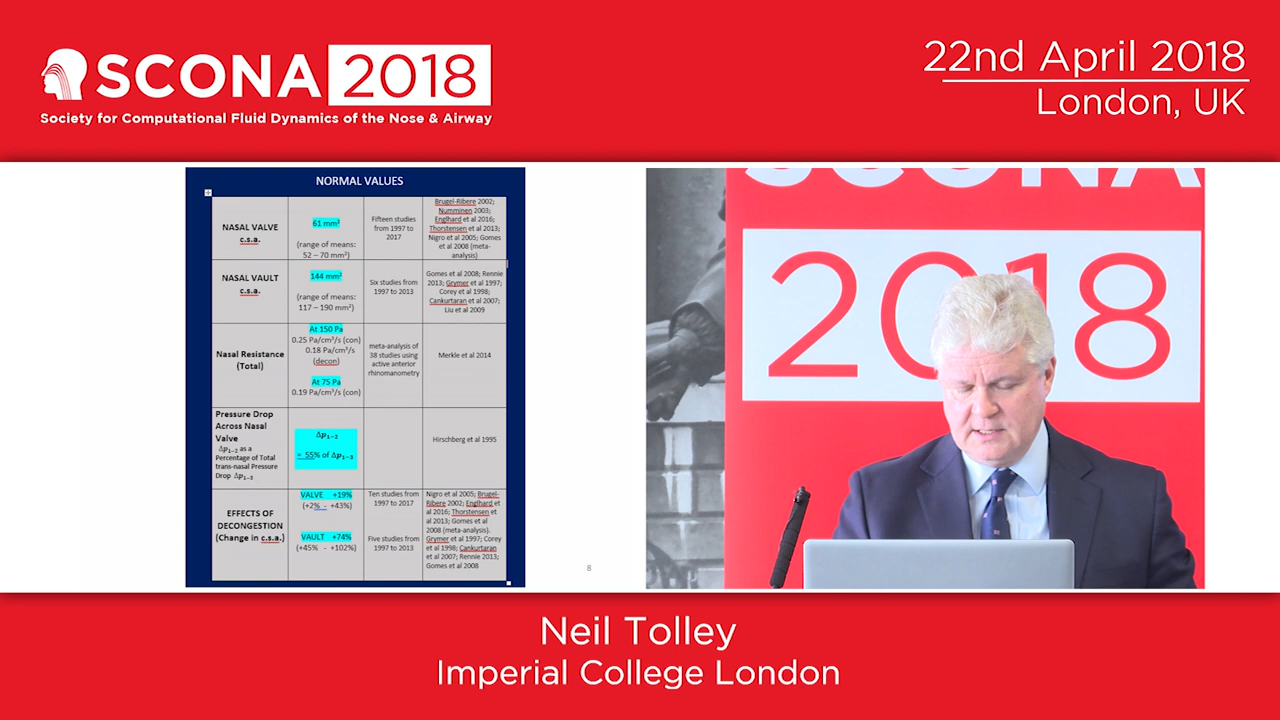 SCONA 2018
Society for Computational Fluid Dynamics of the Nose & Airway
22nd April 2018
London, UK
NORMAL VALUES
NASAL VALVE
c.s.a.
61 mm²
(range of means:
52 – 70 mm²)
Fifteen studies
from 1997 to
2017
Brugel-Ribere 2002;
Numminen 2003;
Englhard et al 2016;
Thorstensen et al 2013;
Nigro et al 2005; Gomes
et al 2008 (meta-
analysis)
NASAL VAULT
c.s.a.
144 mm²
(range of means:
117 – 190 mm²)
Six studies from
1997 to 2013
Gomes et al 2008; Rennie
2013; Grymer et al 1997;
Corey et al 1998;
Cankurtaran et al 2007;
Liu et al 2009
Nasal Resistance
(Total)
At 150 Pa
0.25 Pa/cm³/s (con)
0.18 Pa/cm³/s
(decon)
At 75 Pa
0.19 Pa/cm³/s (con)
meta-analysis of
38 studies using
active anterior
rhinomanometry
Merkle et al 2014
Pressure Drop
Across Nasal
Valve
Δp₁₋₂ as a
Percentage of Total
trans-nasal Pressure
Drop Δp₁₋₃
Δp₁₋₂
= 55% of Δp₁₋₃
Hirschberg et al 1995
EFFECTS OF
DECONGESTION
(Change in c.s.a.)
VALVE +19%
(+2% - +43%)
VAULT +74%
(+45% - +102%)
Ten studies from
1997 to 2017
Five studies from
1997 to 2013
Nigro et al 2005; Brugel-
Ribere 2002; Englhard et
al 2016; Thorstensen et
al 2013; Gomes et al
2008 (meta-analysis).
Grymer et al 1997; Corey
et al 1998; Cankurtaran
et al 2007; Rennie 2013;
Gomes et al 2008
8
SCONA
2018
Neil Tolley
Imperial College London